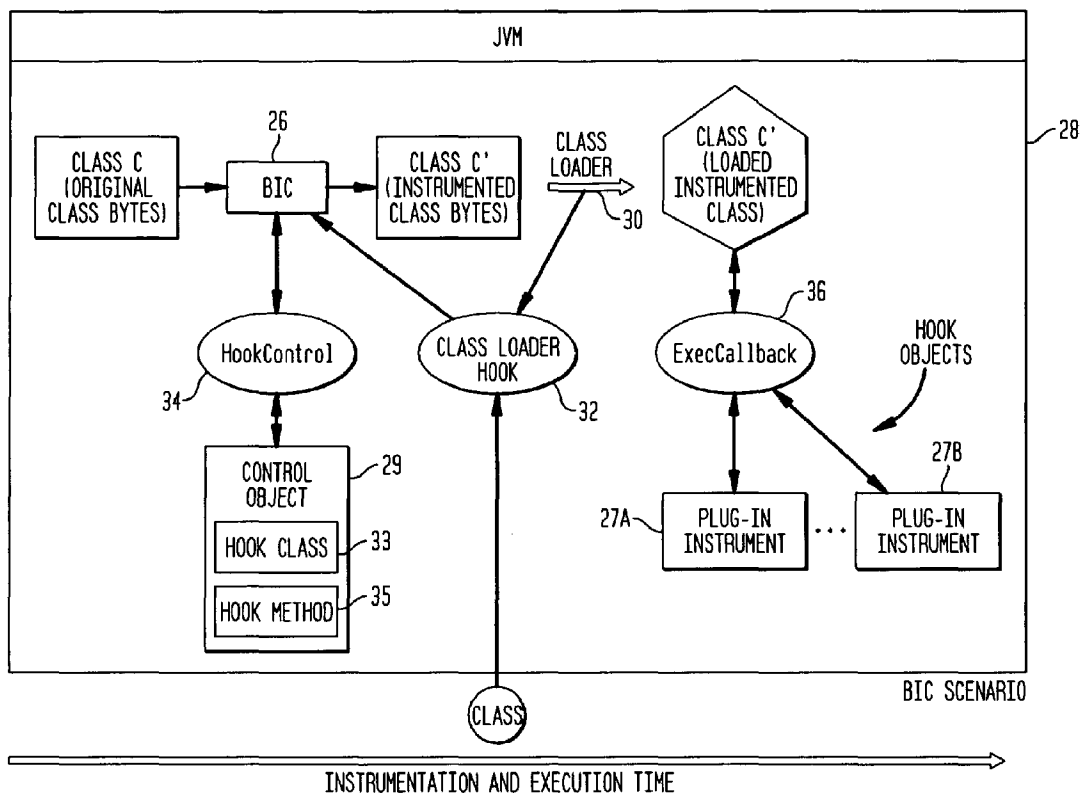 JVM
26
CLASS C
(ORIGINAL
CLASS BYTES)
BIC
CLASS C'
(INSTRUMENTED
CLASS BYTES)
CLASS
LOADER
30
CLASS C'
(LOADED
INSTRUMENTED
CLASS)
28
HookControl
34
CLASS LOADER
HOOK
32
36
ExecCallback
HOOK
OBJECTS
CONTROL
OBJECT
29
HOOK CLASS
33
HOOK METHOD
35
27A
PLUG-IN
INSTRUMENT
...
27B
PLUG-IN
INSTRUMENT
BIC SCENARIO
CLASS
INSTRUMENTATION AND EXECUTION TIME